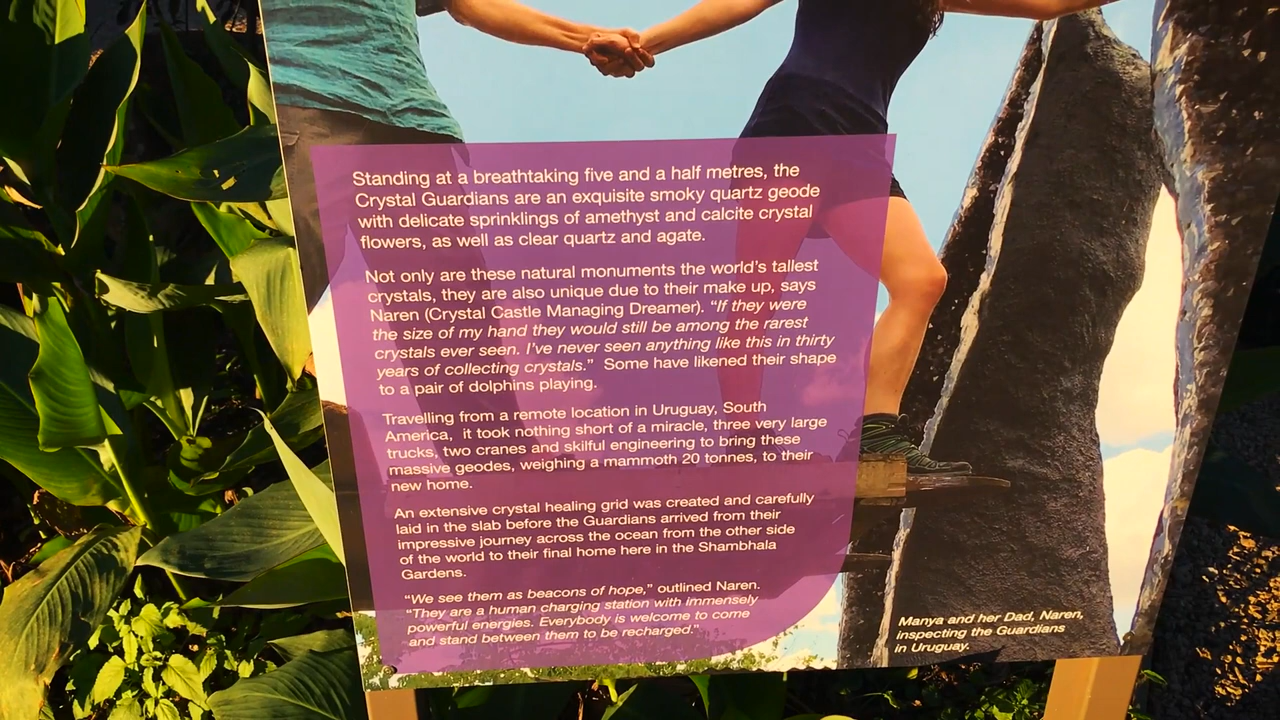 Standing at a breathtaking five and a half metres, the
Crystal Guardians are an exquisite smoky quartz geode
with delicate sprinklings of amethyst and calcite crystal
flowers, as well as clear quartz and agate.
Not only are these natural monuments the world's tallest
crystals, they are also unique due to their make up, says
Naren (Crystal Castle Managing Dreamer). "If they were
the size of my hand they would still be among the rarest
crystals ever seen. I've never seen anything like this in thirty
years of collecting crystals." Some have likened their shape
to a pair of dolphins playing.
Travelling from a remote location in Uruguay, South
America, it took nothing short of a miracle, three very large
trucks, two cranes and skilful engineering to bring these
massive geodes, weighing a mammoth 20 tonnes, to their
new home.
An extensive crystal healing grid was created and carefully
laid in the slab before the Guardians arrived from their
impressive journey across the ocean from the other side
of the world to their final home here in the Shambhala
Gardens.
"We see them as beacons of hope," outlined Naren.
"They are a human charging station with immensely
powerful energies. Everybody is welcome to come
and stand between them to be recharged."
Manya and her Dad, Naren,
inspecting the Guardians
in Uruguay.